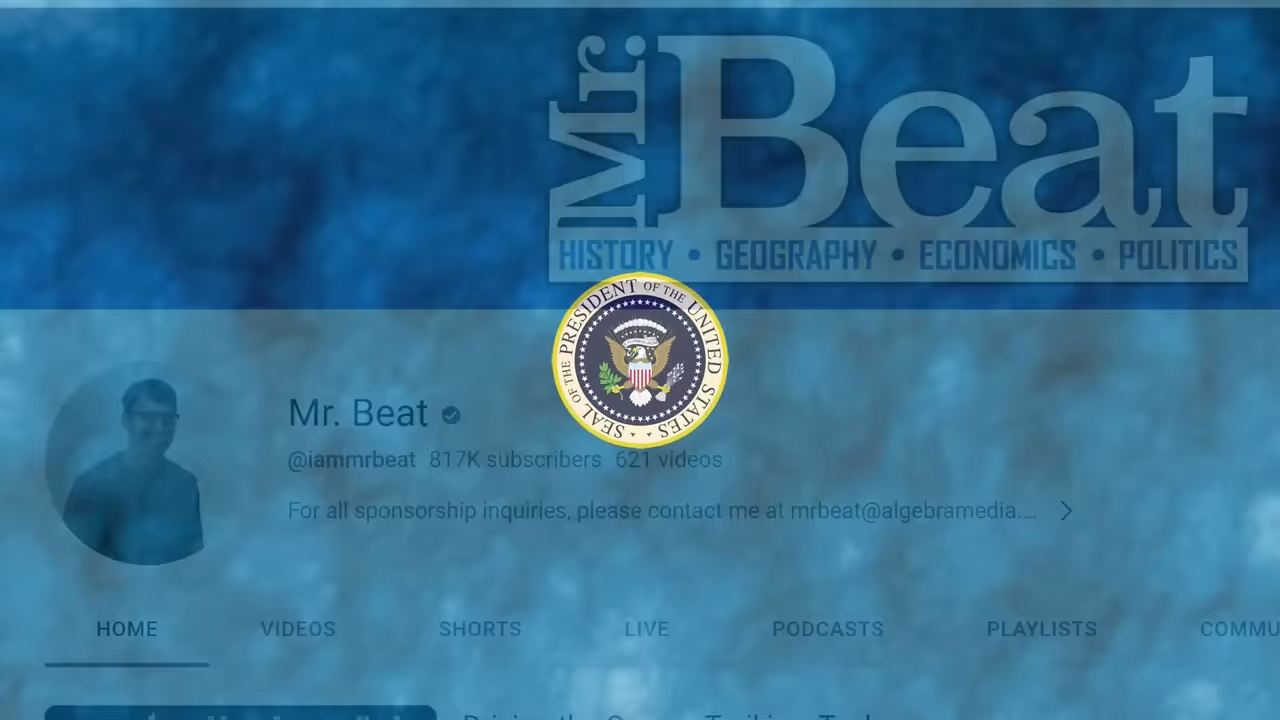 Mr. Beat
HISTORY • GEOGRAPHY • ECONOMICS • POLITICS
SEAL OF THE PRESIDENT OF THE UNITED STATES
Mr. Beat
@iammrbeat 817K subscribers 621 videos
For all sponsorship inquiries, please contact me at mrbeat@algebramedia....
HOME VIDEOS SHORTS LIVE PODCASTS PLAYLISTS COMMU